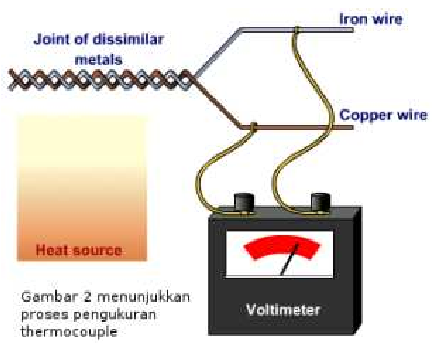 Iron wire
Joint of dissimilar
metals
Copper wire
Heat source
Gambar 2 menunjukkan
proses pengukuran
thermocouple
Voltimeter